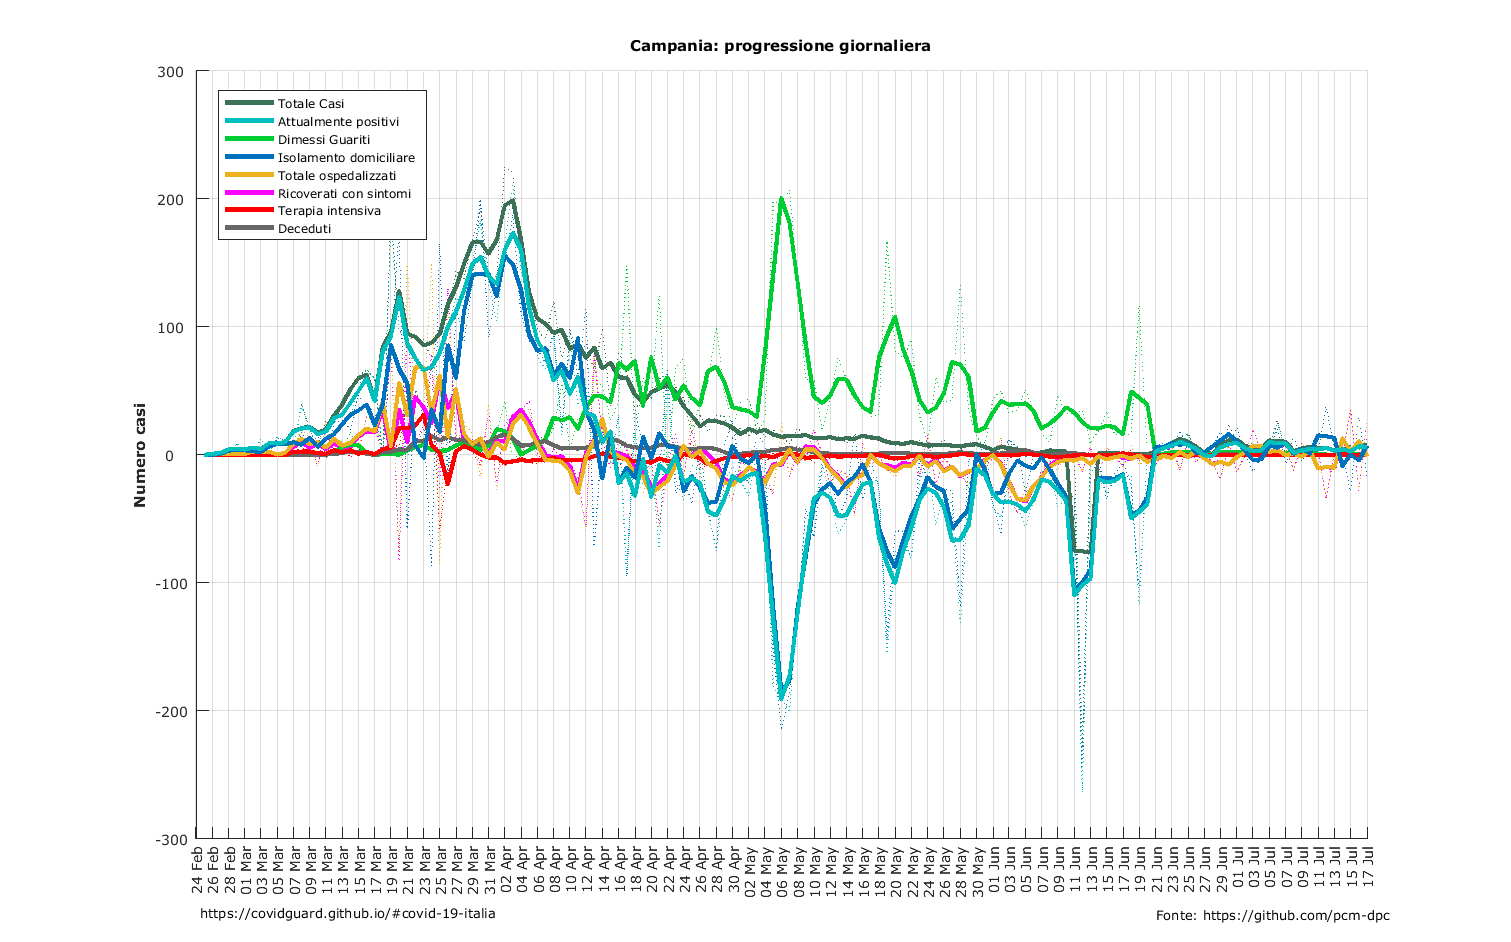 Campania: progressione giornaliera
300
200
100
0
-100
-200
-300
Numero casi
Totale Casi
Attualmente positivi
Dimessi Guariti
Isolamento domiciliare
Totale ospedalizzati
Ricoverati con sintomi
Terapia intensiva
Deceduti
24 Feb
26 Feb
28 Feb
01 Mar
03 Mar
05 Mar
07 Mar
09 Mar
11 Mar
13 Mar
15 Mar
17 Mar
19 Mar
21 Mar
23 Mar
25 Mar
27 Mar
29 Mar
31 Mar
02 Apr
04 Apr
06 Apr
08 Apr
10 Apr
12 Apr
14 Apr
16 Apr
18 Apr
20 Apr
22 Apr
24 Apr
26 Apr
28 Apr
30 Apr
02 May
04 May
06 May
08 May
10 May
12 May
14 May
16 May
18 May
20 May
22 May
24 May
26 May
28 May
30 May
01 Jun
03 Jun
05 Jun
07 Jun
09 Jun
11 Jun
13 Jun
15 Jun
17 Jun
19 Jun
21 Jun
23 Jun
25 Jun
27 Jun
29 Jun
01 Jul
03 Jul
05 Jul
07 Jul
09 Jul
11 Jul
13 Jul
15 Jul
17 Jul
https://covidguard.github.io/#covid-19-italia
Fonte: https://github.com/pcm-dpc